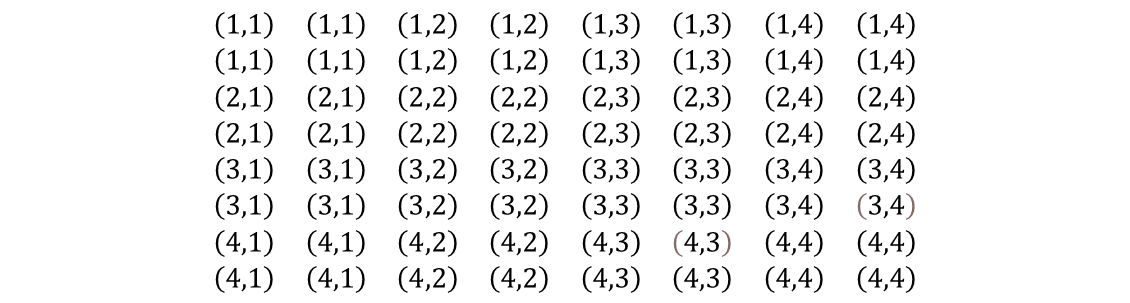 (1,1) (1,1) (1,2) (1,2) (1,3) (1,3) (1,4) (1,4)
(1,1) (1,1) (1,2) (1,2) (1,3) (1,3) (1,4) (1,4)
(2,1) (2,1) (2,2) (2,2) (2,3) (2,3) (2,4) (2,4)
(2,1) (2,1) (2,2) (2,2) (2,3) (2,3) (2,4) (2,4)
(3,1) (3,1) (3,2) (3,2) (3,3) (3,3) (3,4) (3,4)
(3,1) (3,1) (3,2) (3,2) (3,3) (3,3) (3,4) (3,4)
(4,1) (4,1) (4,2) (4,2) (4,3) (4,3) (4,4) (4,4)
(4,1) (4,1) (4,2) (4,2) (4,3) (4,3) (4,4) (4,4)